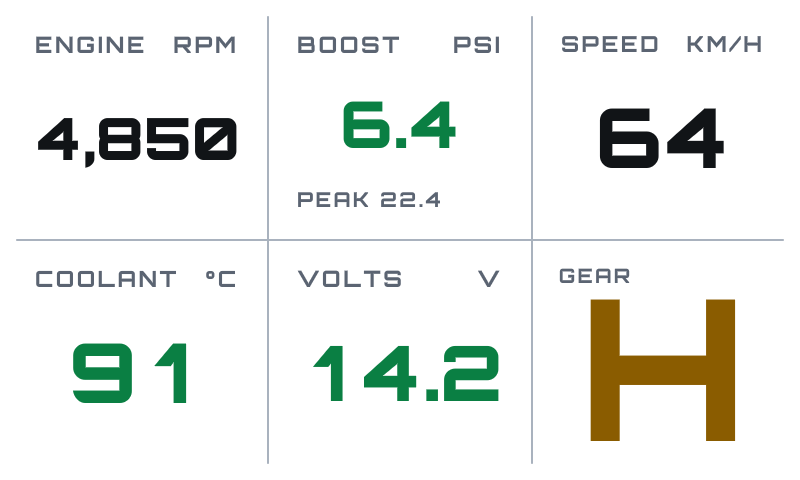 ENGINE RPM
4,850
BOOST PSI
6.4
PEAK 22.4
SPEED KM/H
64
COOLANT °C
91
VOLTS V
14.2
GEAR
H